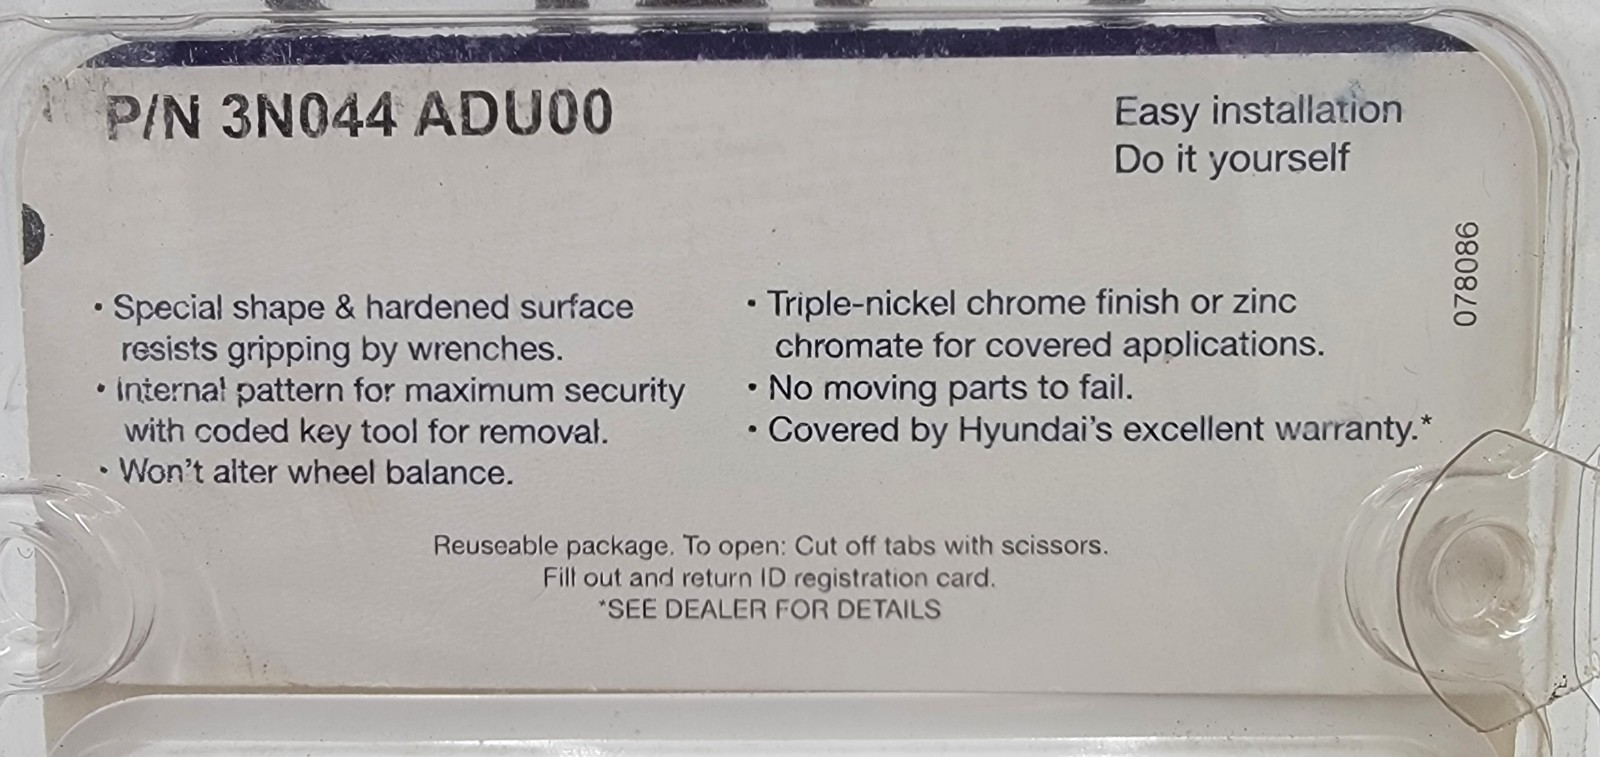 P/N 3N044 ADU00
Easy installation
Do it yourself
078086
• Special shape & hardened surface
resists gripping by wrenches.
• Internal pattern for maximum security
with coded key tool for removal.
• Won't alter wheel balance.
• Triple-nickel chrome finish or zinc
chromate for covered applications.
• No moving parts to fail.
• Covered by Hyundai's excellent warranty.*
Reuseable package. To open: Cut off tabs with scissors.
Fill out and return ID registration card.
*SEE DEALER FOR DETAILS